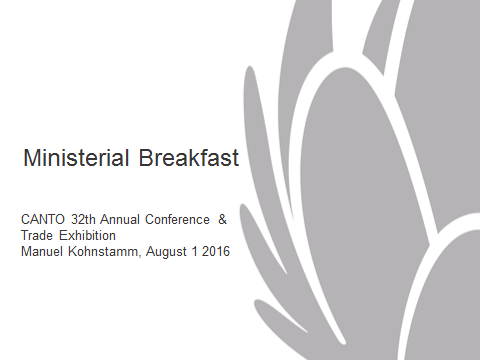 Ministerial Breakfast
CANTO 32th Annual Conference &
Trade Exhibition
Manuel Kohnstamm, August 1 2016